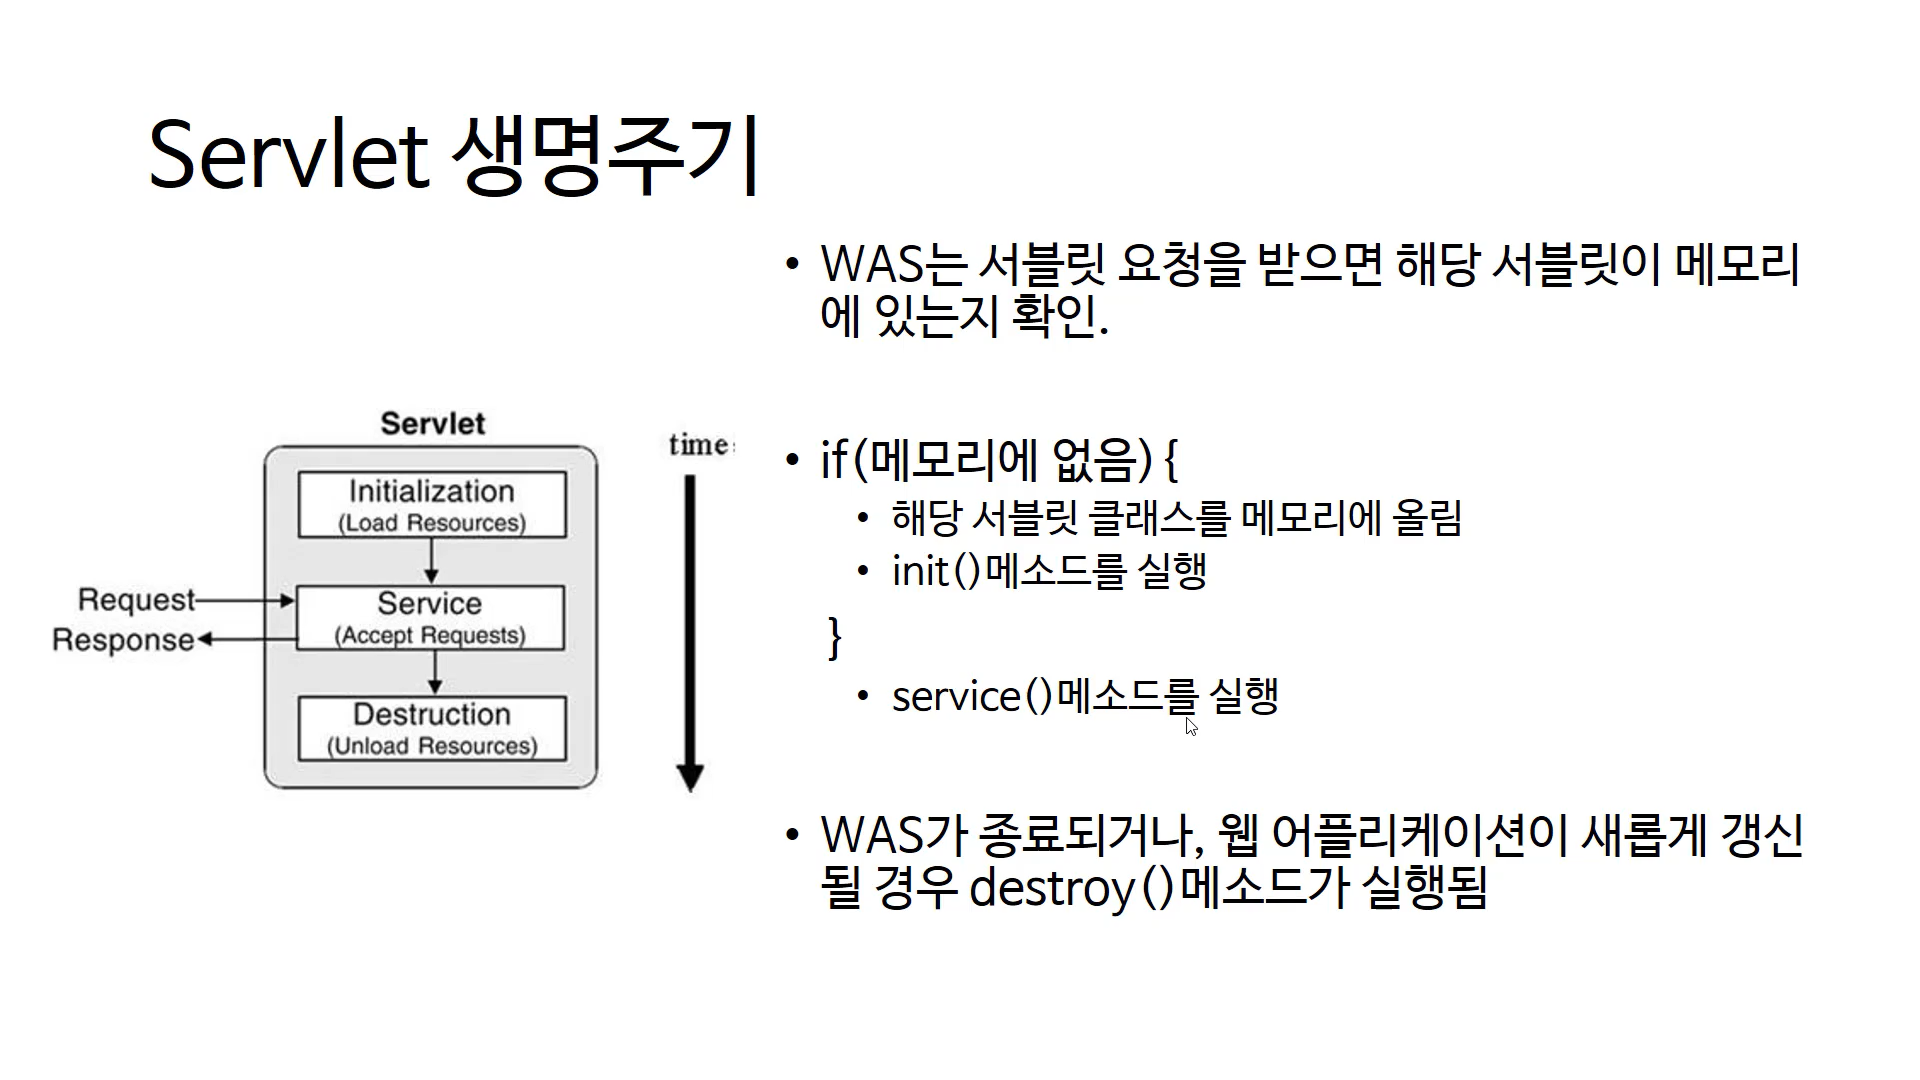 Servlet 생명주기
Servlet
Initialization
(Load Resources)
Request
Response
Service
(Accept Requests)
Destruction
(Unload Resources)
time
• WAS는 서블릿 요청을 받으면 해당 서블릿이 메모리
에 있는지 확인.
• if(메모리에 없음) {
• 해당 서블릿 클래스를 메모리에 올림
• init()메소드를 실행
}
• service()메소드를 실행
• WAS가 종료되거나, 웹 어플리케이션이 새롭게 갱신
될 경우 destroy()메소드가 실행됨